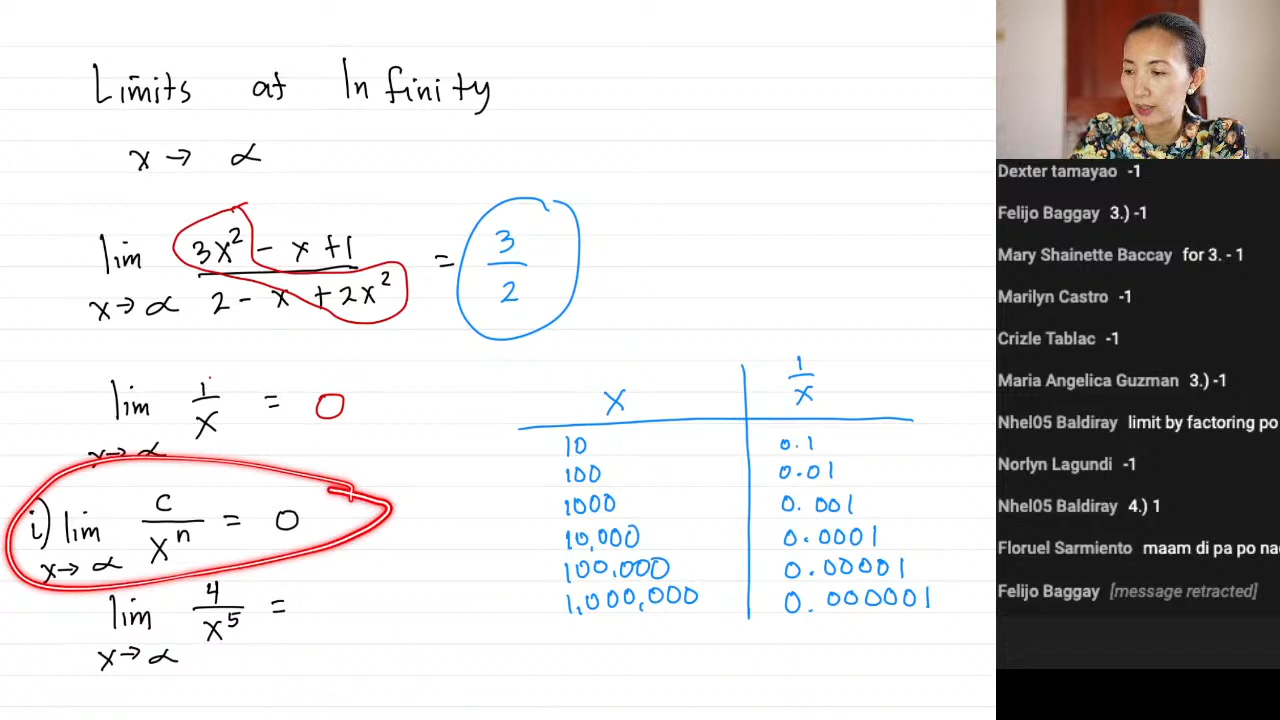 Limits at Infinity
x → ∝
lim 3x² - x + 1 = 3
x → ∝ 2 - x + 2x² 2
lim 1 = 0
x → ∝ x
i) lim c = 0
x → ∝ xⁿ
lim 4 =
x → ∝ x⁵
x 1/x
10 0.1
100 0.01
1000 0.001
10,000 0.0001
100,000 0.00001
1,000,000 0.000001
Dexter tamayao -1
Felijo Baggay 3.) -1
Mary Shainette Baccay for 3. - 1
Marilyn Castro -1
Crizle Tablac -1
Maria Angelica Guzman 3.) -1
Nhel05 Baldiray limit by factoring po
Norlyn Lagundi -1
Nhel05 Baldiray 4.) 1
Floruel Sarmiento maam di pa po na
Felijo Baggay [message retracted]